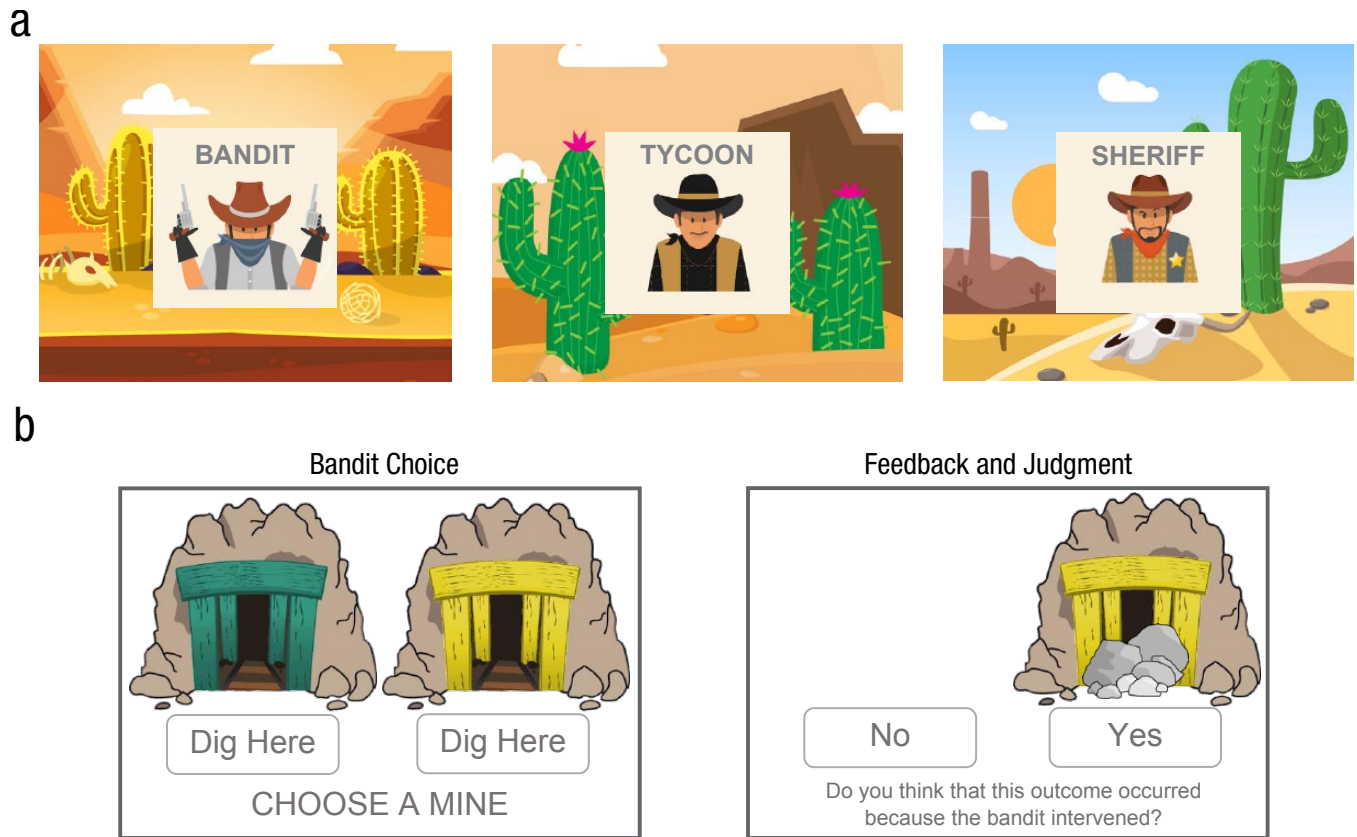 a
BANDIT
TYCOON
SHERIFF
b
Bandit Choice
Feedback and Judgment
Dig Here
Dig Here
CHOOSE A MINE
No
Yes
Do you think that this outcome occurred
because the bandit intervened?